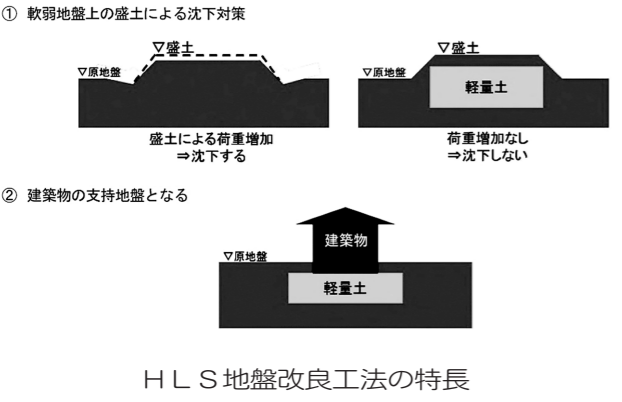 ① 軟弱地盤上の盛土による沈下対策
▽盛土
▽原地盤
盛土による荷重増加
⇒沈下する
▽盛土
▽原地盤
軽量土
荷重増加なし
⇒沈下しない
② 建築物の支持地盤となる
建築物
▽原地盤
軽量土
ＨＬＳ地盤改良工法の特長